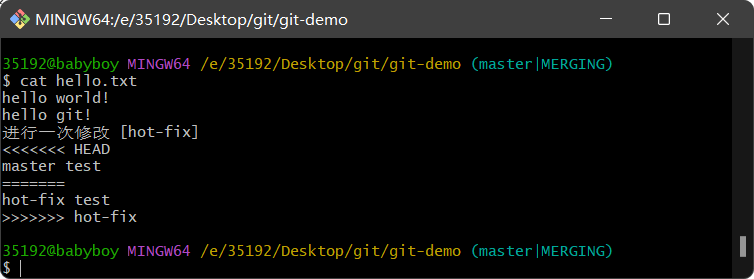 MINGW64:/e/35192/Desktop/git/git-demo
35192@babyboy MINGW64 /e/35192/Desktop/git/git-demo (master|MERGING)
$ cat hello.txt
hello world!
hello git!
进行一次修改 [hot-fix]
<<<<<<< HEAD
master test
=======
hot-fix test
>>>>>>> hot-fix
35192@babyboy MINGW64 /e/35192/Desktop/git/git-demo (master|MERGING)
$